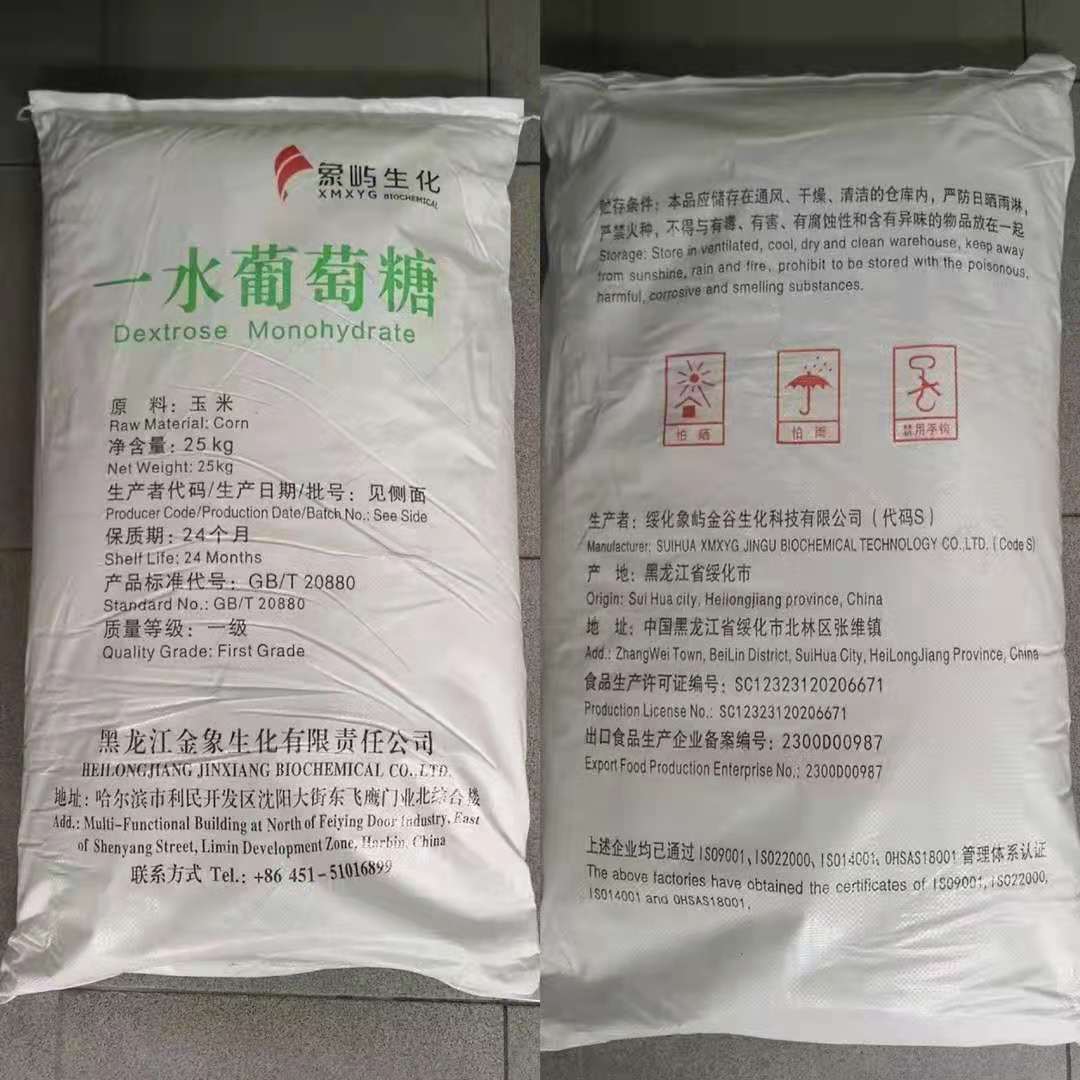 象屿生化
XMXYG BIOCHEMICAL
一水葡萄糖
Dextrose Monohydrate
原 料：玉米
Raw Material: Corn
净含量：25kg
Net Weight: 25kg
生产者代码/生产日期/批号：见侧面
Producer Code/Production Date/Batch No.: See Side
保质期：24个月
Shelf Life: 24 Months
产品标准代号：GB/T 20880
Standard No.: GB/T 20880
质量等级：一级
Quality Grade: First Grade
黑龙江金象生化有限责任公司
HEILONGJIANG JINXIANG BIOCHEMICAL CO.,LTD.
地址：哈尔滨市利民开发区沈阳大街东飞鹰门业北综合楼
Add.: Multi-Functional Building at North of Feiying Door Industry, East
of Shenyang Street, Limin Development Zone, Harbin, China
联系方式 Tel.: +86 451-51016899
贮存条件：本品应储存在通风、干燥、清洁的仓库内，严防日晒雨淋，
严禁火种，不得与有毒、有害、有腐蚀性和含有异味的物品放在一起
Storage: Store in ventilated, cool, dry and clean warehouse, keep away
from sunshine, rain and fire, prohibit to be stored with the poisonous,
harmful, corrosive and smelling substances.
怕晒
怕雨
禁用手钩
生产者：绥化象屿金谷生化科技有限公司（代码S）
Manufacturer: SUIHUA XMXYG JINGU BIOCHEMICAL TECHNOLOGY CO.,LTD. (Code S)
产 地：黑龙江省绥化市
Origin: Sui Hua city, Heilongjiang province, China
地 址：中国黑龙江省绥化市北林区张维镇
Add.: ZhangWei Town, BeiLin District, SuiHua City, HeiLongJiang Province, China
食品生产许可证编号：SC12323120206671
Production License No.: SC12323120206671
出口食品生产企业备案编号：2300D00987
Export Food Production Enterprise No.: 2300D00987
上述企业均已通过 ISO9001、ISO22000、ISO14001、OHSAS18001 管理体系认证
The above factories have obtained the certificates of ISO9001, ISO22000,
ISO14001 and OHSAS18001.